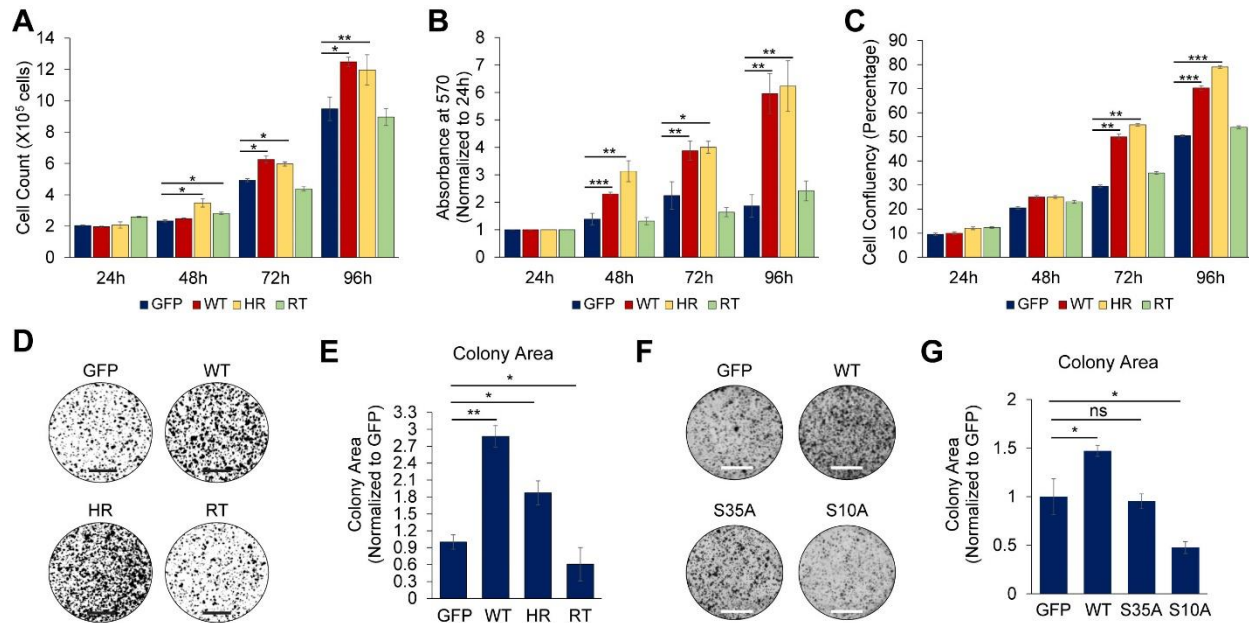 A
Cell Count (X10⁵ cells)
14
12
10
8
6
4
2
0
* *
* *
* **
24h 48h 72h 96h
GFP WT HR RT
B
Absorbance at 570
(Normalized to 24h)
8
7
6
5
4
3
2
1
0
*** **
** *
** **
24h 48h 72h 96h
GFP WT HR RT
C
Cell Confluency (Percentage)
90
80
70
60
50
40
30
20
10
0
** **
*** ***
24h 48h 72h 96h
GFP WT HR RT
D
GFP WT
HR RT
E
Colony Area
Colony Area
(Normalized to GFP)
3.3
3
2.7
2.4
2.1
1.8
1.5
1.2
0.9
0.6
0.3
*
*
**
GFP WT HR RT
F
GFP WT
S35A S10A
G
Colony Area
Colony Area
(Normalized to GFP)
2
1.5
1
0.5
0
*
ns
*
GFP WT S35A S10A